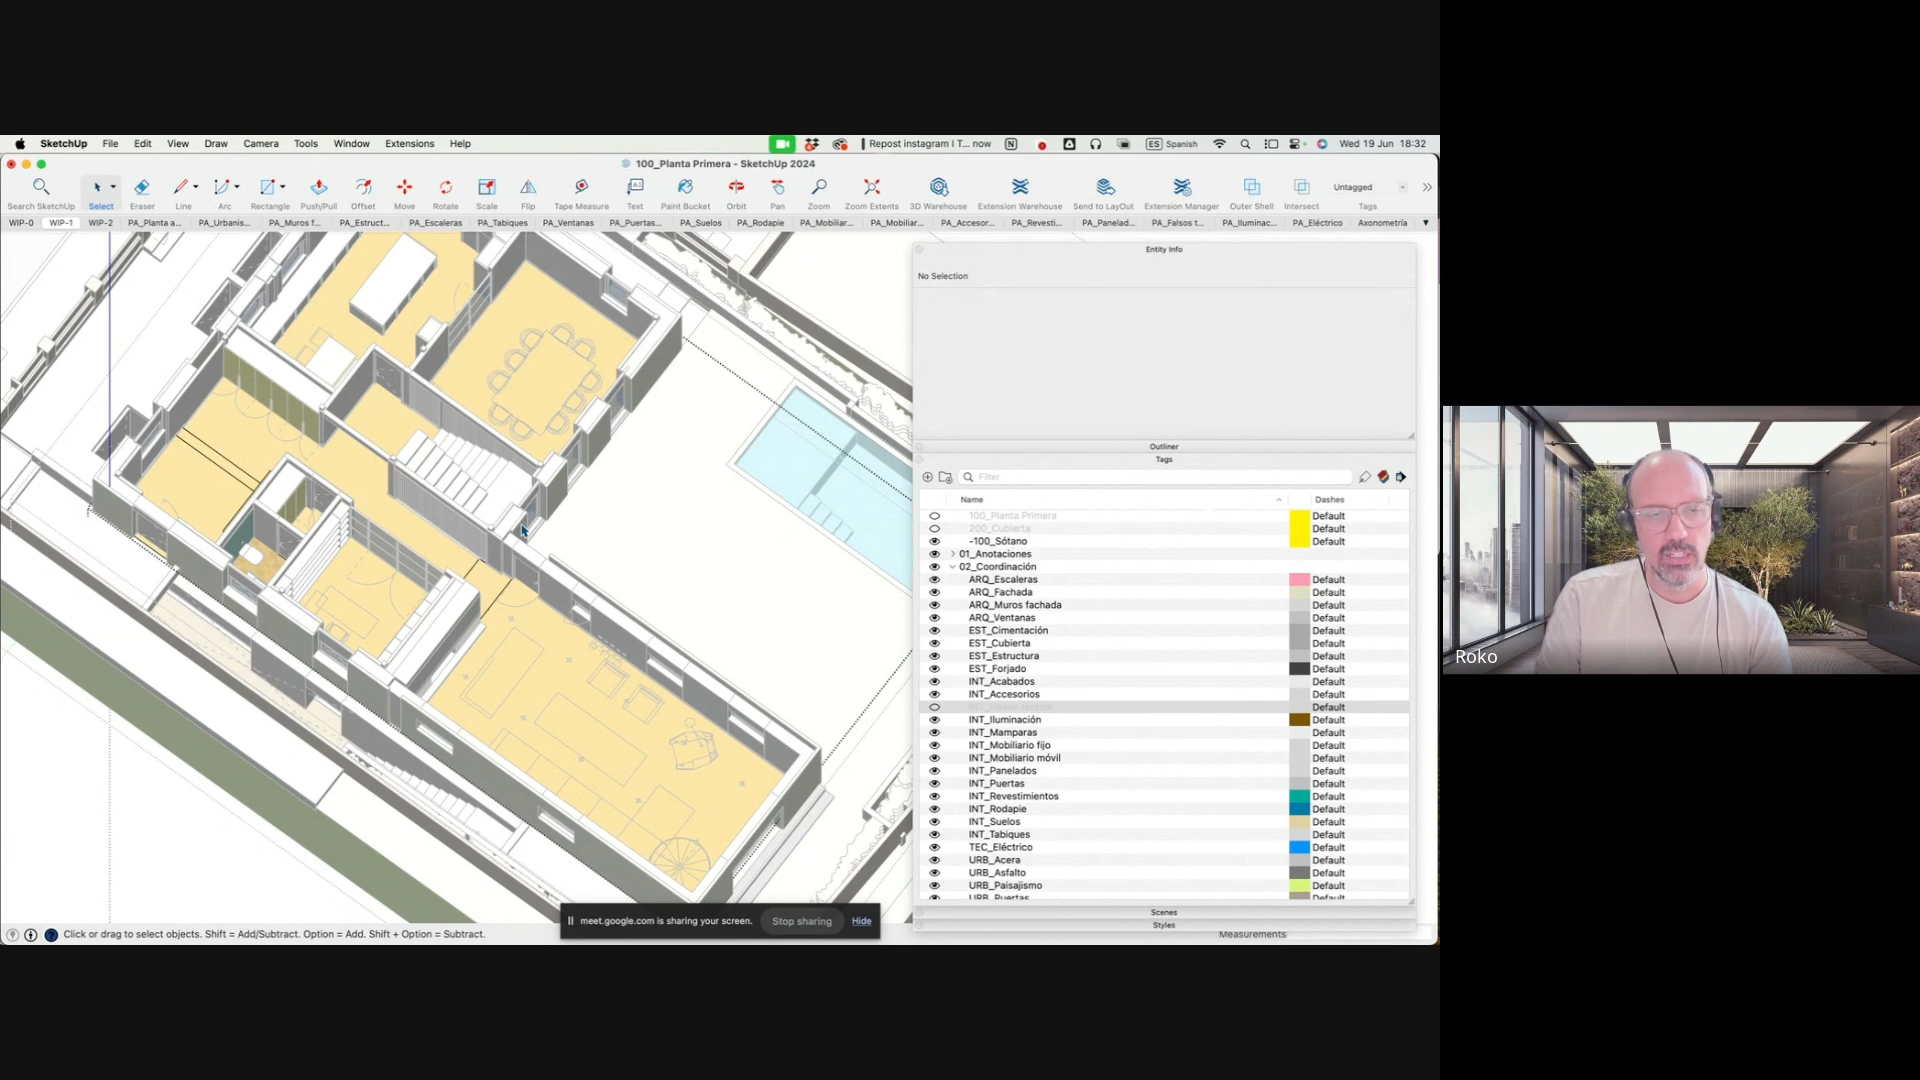 SketchUp File Edit View Draw Camera Tools Window Extensions Help
Repost instagram I T... now ES Spanish Wed 19 Jun 18:32
100_Planta Primera - SketchUp 2024
Search SketchUp Select Eraser Line Arc Rectangle Push/Pull Offset Move Rotate Scale Flip Tape Measure Text Paint Bucket Orbit Pan Zoom Zoom Extents 3D Warehouse Extension Warehouse Send to LayOut Extension Manager Outer Shell Intersect Untagged Tags
WIP-0 WIP-1 WIP-2 PA_Planta a... PA_Urbanis... PA_Muros f... PA_Estruct... PA_Escaleras PA_Tabiques PA_Ventanas PA_Puertas... PA_Suelos PA_Rodapie PA_Mobiliar... PA_Mobiliar... PA_Accesor... PA_Revesti... PA_Panelad... PA_Falsos t... PA_Iluminac... PA_Eléctrico Axonometría
Entity Info
No Selection
Outliner
Tags
Filter
Name Dashes
100_Planta Primera Default
200_Cubierta Default
-100_Sótano Default
01_Anotaciones Default
02_Coordinación Default
ARQ_Escaleras Default
ARQ_Fachada Default
ARQ_Muros fachada Default
ARQ_Ventanas Default
EST_Cimentación Default
EST_Cubierta Default
EST_Estructura Default
EST_Forjado Default
INT_Acabados Default
INT_Accesorios Default
Default
INT_Iluminación Default
INT_Mamparas Default
INT_Mobiliario fijo Default
INT_Mobiliario móvil Default
INT_Panelados Default
INT_Puertas Default
INT_Revestimientos Default
INT_Rodapie Default
INT_Suelos Default
INT_Tabiques Default
TEC_Eléctrico Default
URB_Acera Default
URB_Asfalto Default
URB_Paisajismo Default
URB_Puertas Default
Scenes
Styles
Measurements
meet.google.com is sharing your screen. Stop sharing Hide
Click or drag to select objects. Shift = Add/Subtract. Option = Add. Shift + Option = Subtract.
Roko